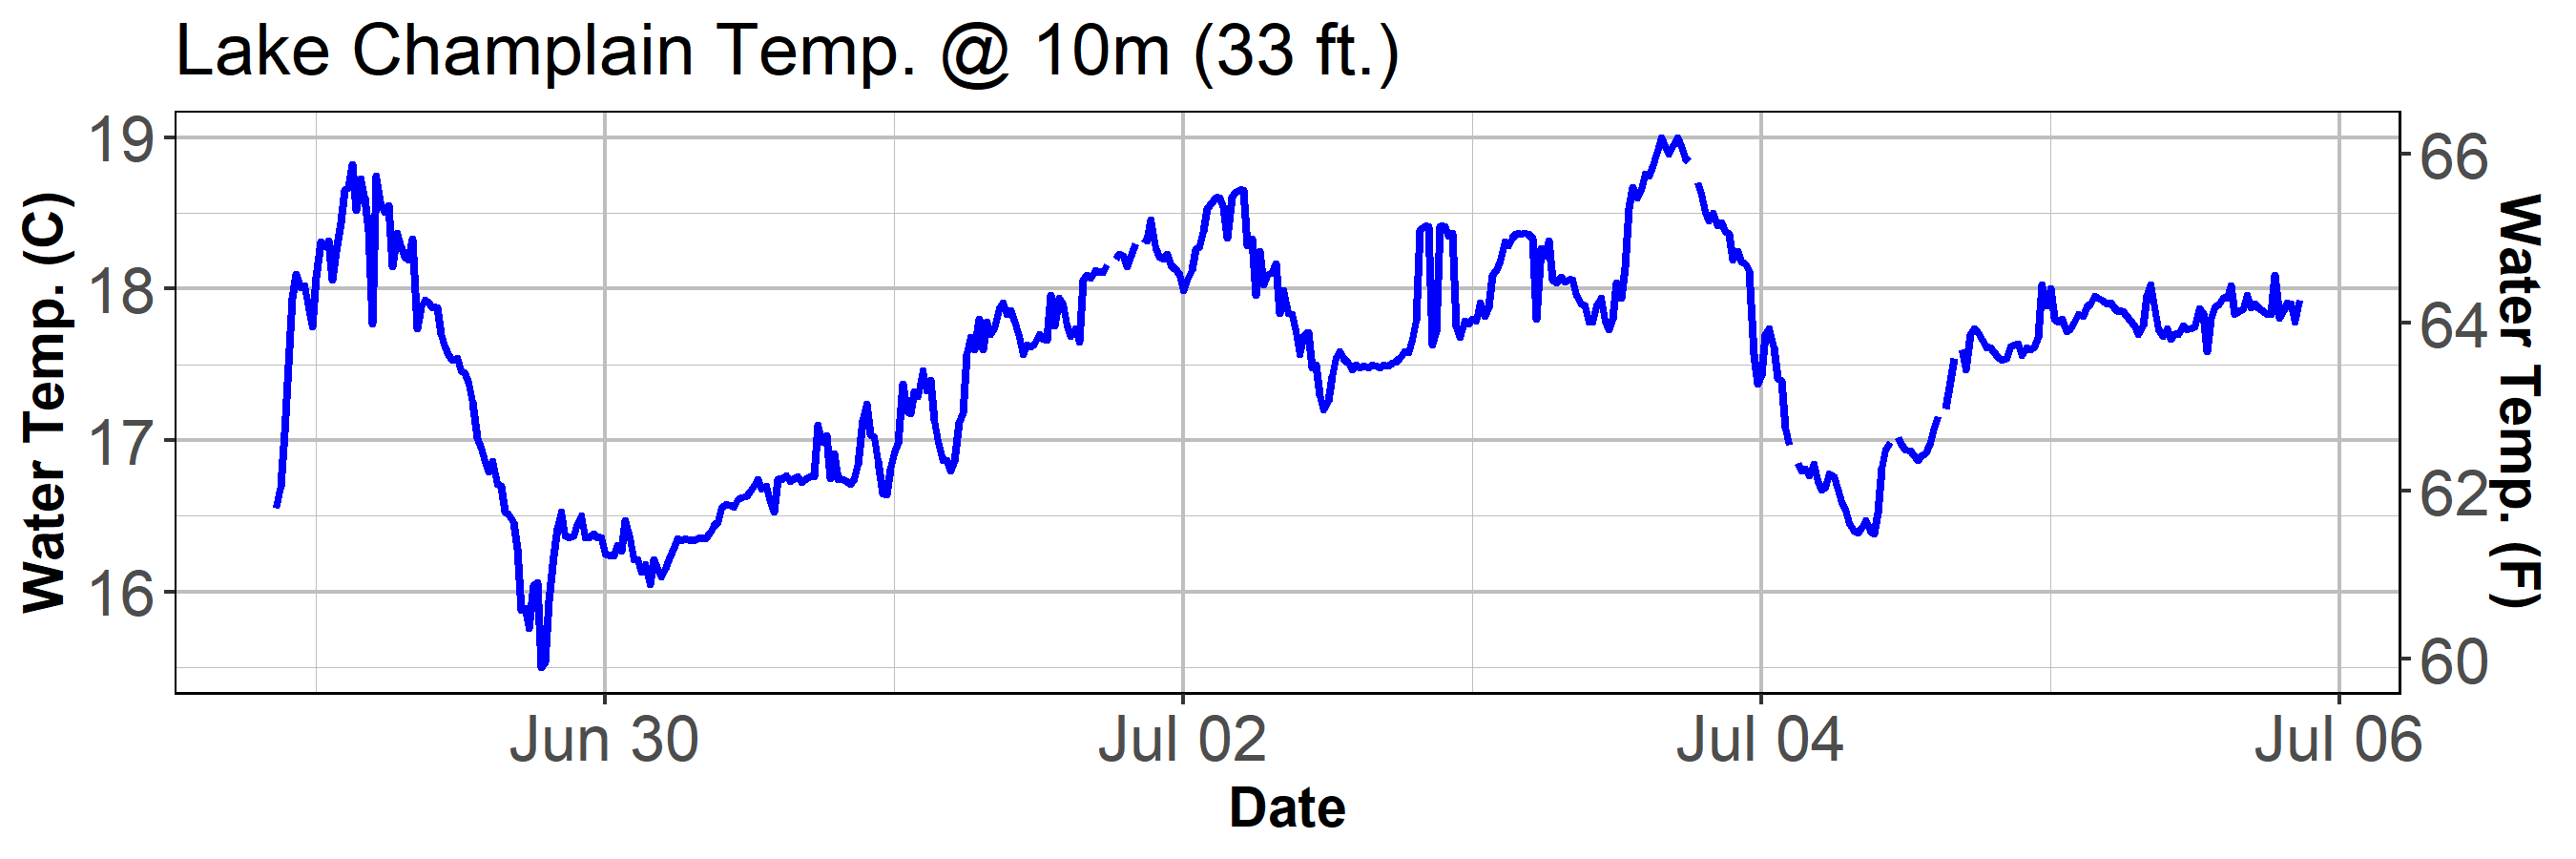 Lake Champlain Temp. @ 10m (33 ft.)
Water Temp. (C)
19
18
17
16
66
64
62
60
Water Temp. (F)
Jun 30
Jul 02
Jul 04
Jul 06
Date